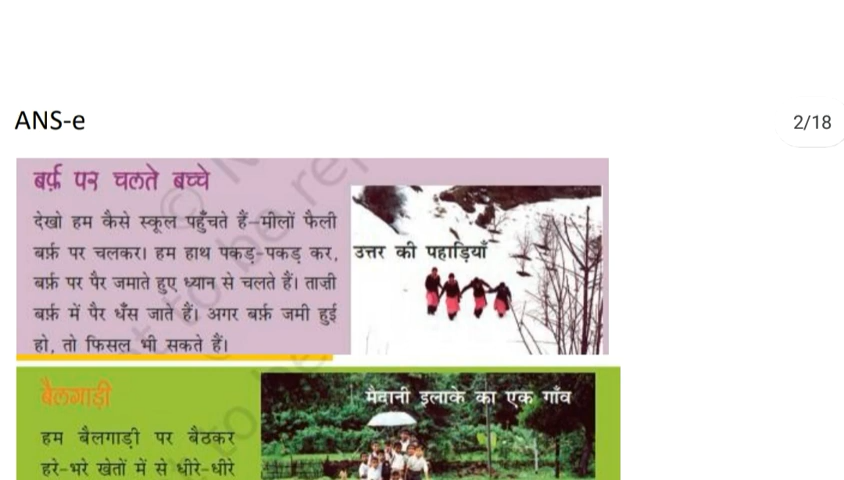 ANS-e
2/18
बर्फ़ पर चलते बच्चे
देखो हम कैसे स्कूल पहुँचते हैं–मीलों फैली
बर्फ़ पर चलकर। हम हाथ पकड़-पकड़ कर,
बर्फ़ पर पैर जमाते हुए ध्यान से चलते हैं। ताज़ी
बर्फ़ में पैर धँस जाते हैं। अगर बर्फ़ जमी हुई
हो, तो फिसल भी सकते हैं।
उत्तर की पहाड़ियाँ
बैलगाड़ी
मैदानी इलाके का एक गाँव
हम बैलगाड़ी पर बैठकर
हरे-भरे खेतों में से धीरे-धीरे